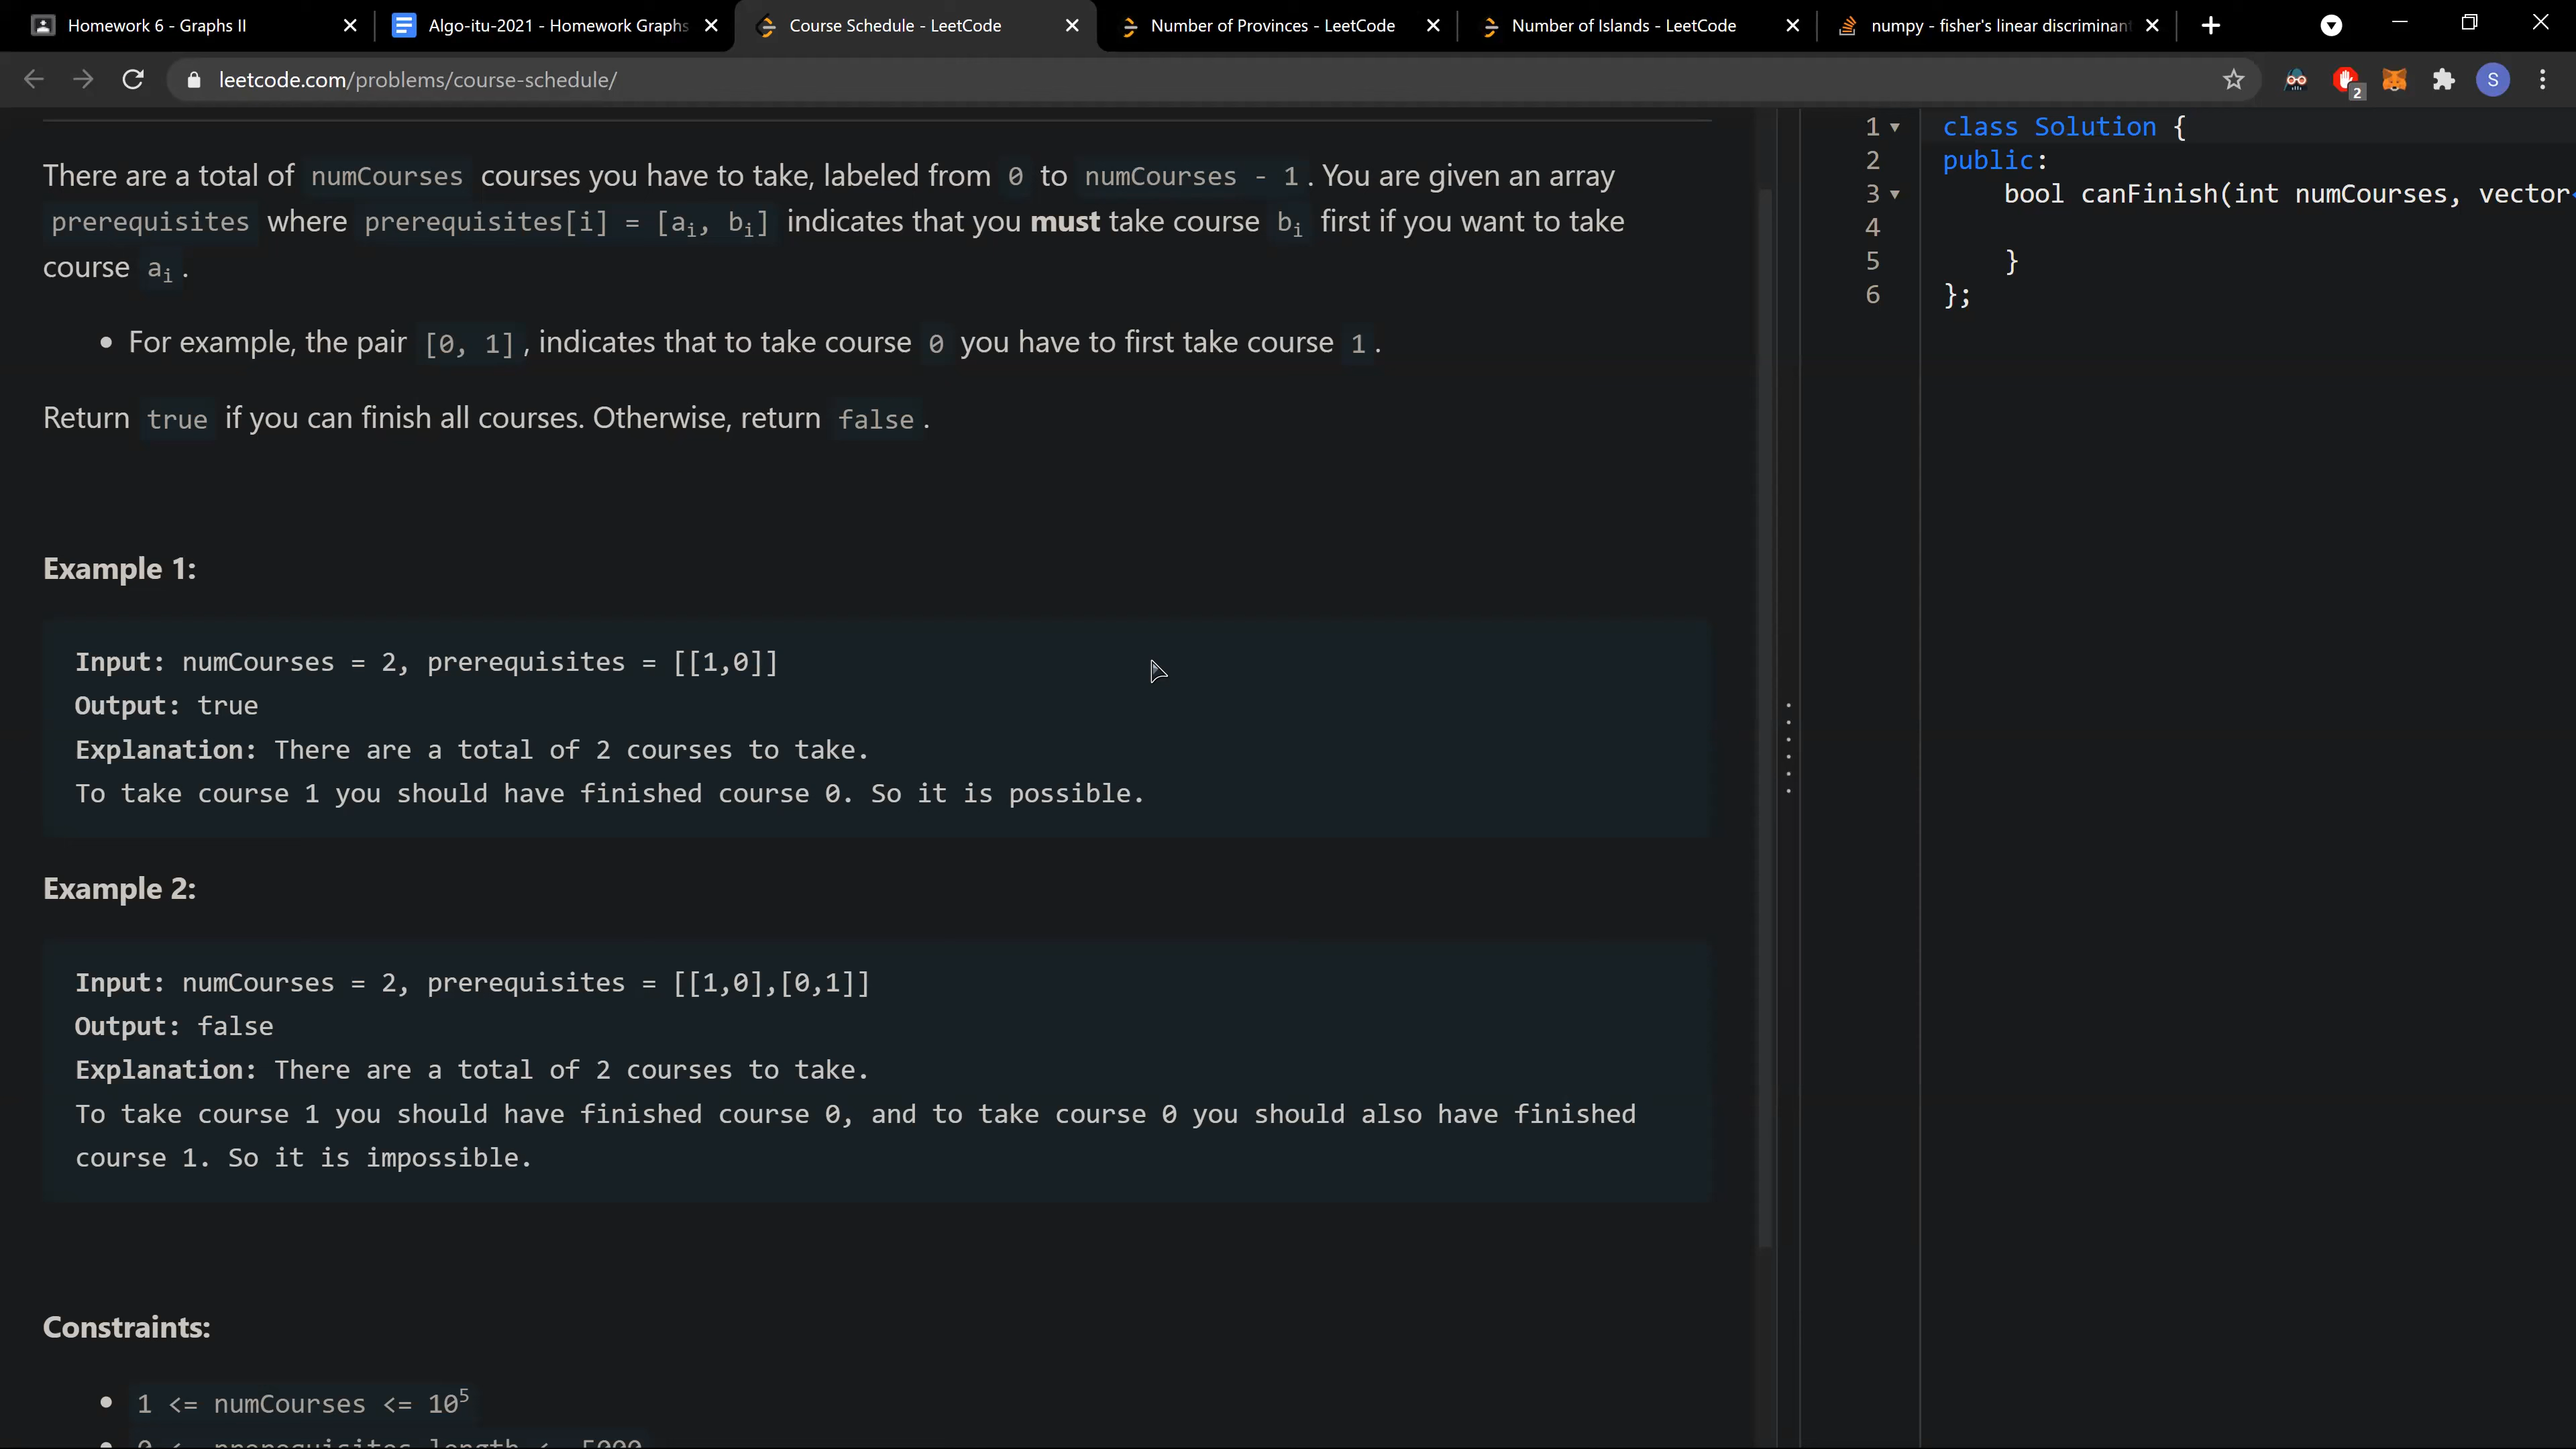 Homework 6 - Graphs II
Algo-itu-2021 - Homework Graphs
Course Schedule - LeetCode
Number of Provinces - LeetCode
Number of Islands - LeetCode
numpy - fisher's linear discriminant
leetcode.com/problems/course-schedule/
2
S
There are a total of numCourses courses you have to take, labeled from 0 to numCourses - 1. You are given an array
prerequisites where prerequisites[i] = [ai, bi] indicates that you must take course bi first if you want to take
course ai.
• For example, the pair [0, 1], indicates that to take course 0 you have to first take course 1.
Return true if you can finish all courses. Otherwise, return false.
Example 1:
Input: numCourses = 2, prerequisites = [[1,0]]
Output: true
Explanation: There are a total of 2 courses to take.
To take course 1 you should have finished course 0. So it is possible.
Example 2:
Input: numCourses = 2, prerequisites = [[1,0],[0,1]]
Output: false
Explanation: There are a total of 2 courses to take.
To take course 1 you should have finished course 0, and to take course 0 you should also have finished
course 1. So it is impossible.
Constraints:
• 1 <= numCourses <= 10^5
• 0 <= prerequisites.length <= 5000
1 class Solution {
2 public:
3 bool canFinish(int numCourses, vector<
4
5 }
6 };